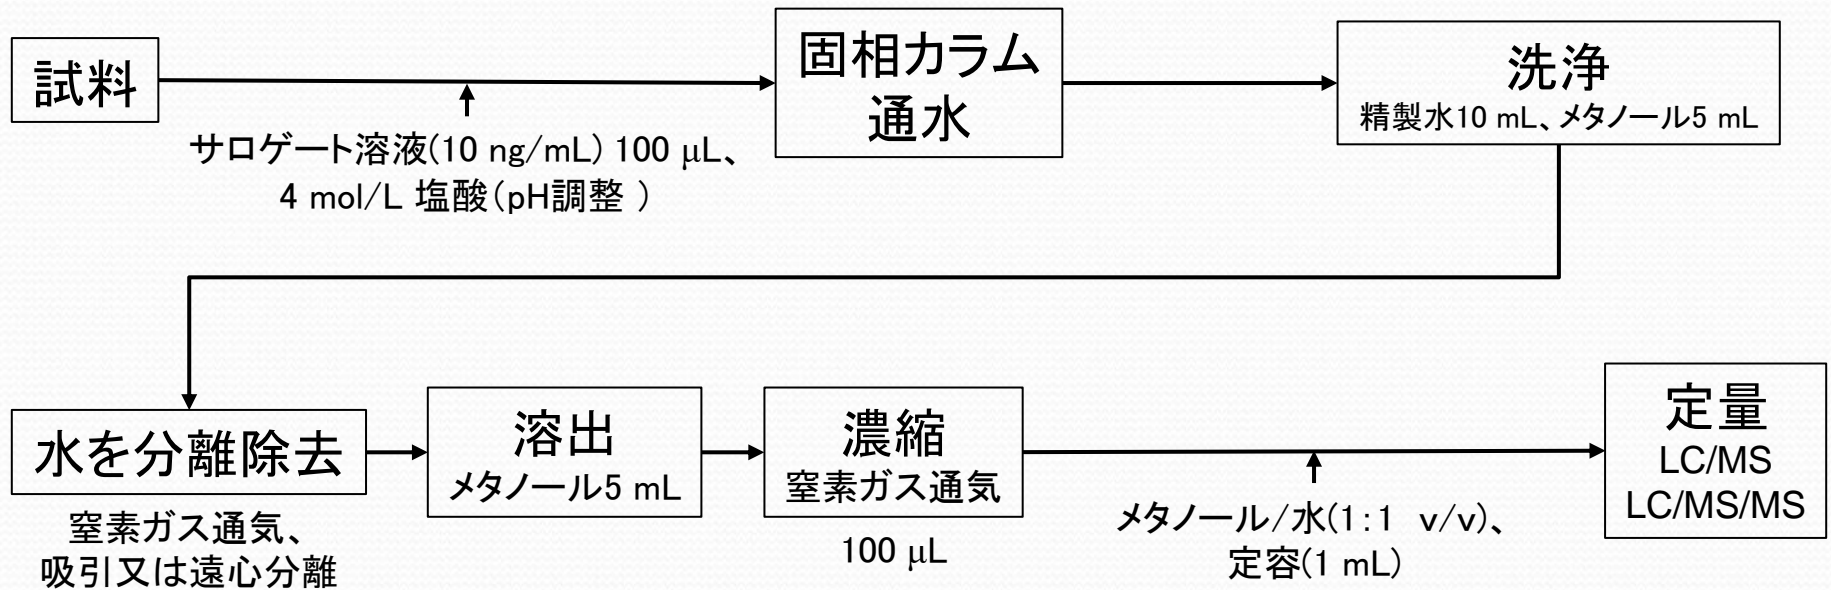 試料
サロゲート溶液(10 ng/mL) 100 μL、
4 mol/L 塩酸(pH調整 )
固相カラム
通水
洗浄
精製水10 mL、メタノール5 mL
水を分離除去
窒素ガス通気、
吸引又は遠心分離
溶出
メタノール5 mL
濃縮
窒素ガス通気
100 μL
メタノール/水(1:1 v/v)、
定容(1 mL)
定量
LC/MS
LC/MS/MS